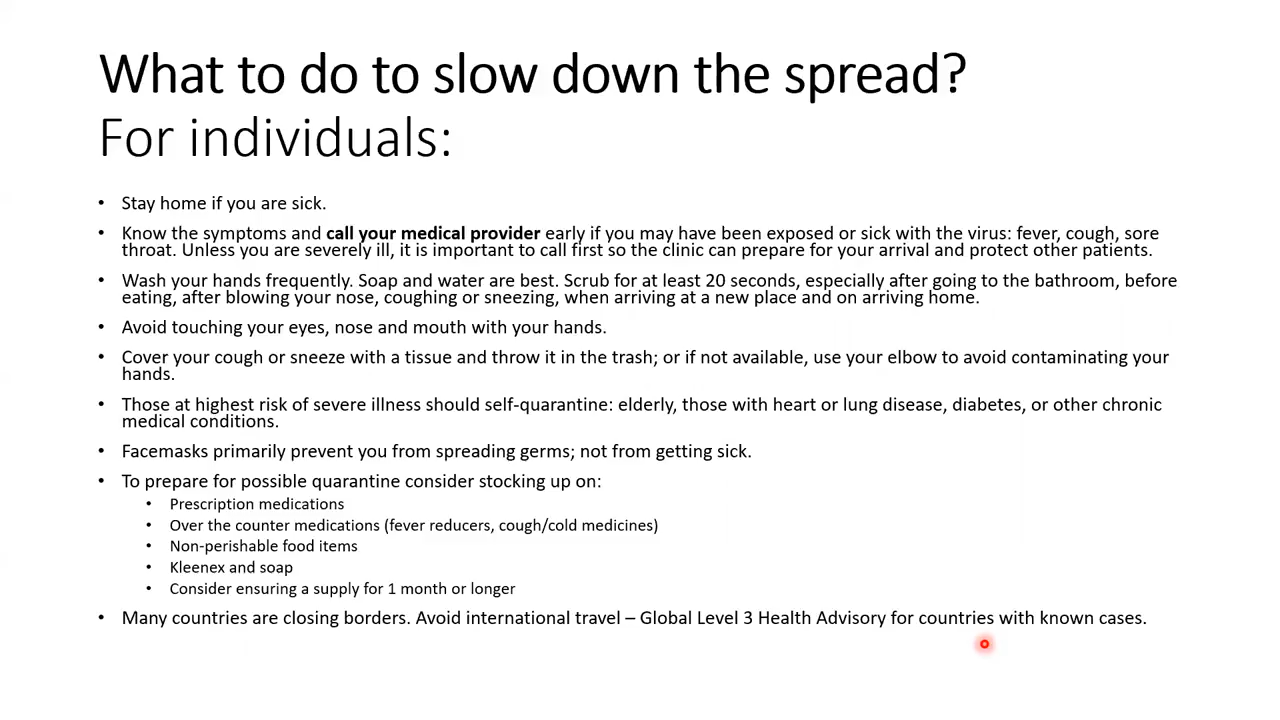 What to do to slow down the spread?
For individuals:
• Stay home if you are sick.
• Know the symptoms and call your medical provider early if you may have been exposed or sick with the virus: fever, cough, sore
throat. Unless you are severely ill, it is important to call first so the clinic can prepare for your arrival and protect other patients.
• Wash your hands frequently. Soap and water are best. Scrub for at least 20 seconds, especially after going to the bathroom, before
eating, after blowing your nose, coughing or sneezing, when arriving at a new place and on arriving home.
• Avoid touching your eyes, nose and mouth with your hands.
• Cover your cough or sneeze with a tissue and throw it in the trash; or if not available, use your elbow to avoid contaminating your
hands.
• Those at highest risk of severe illness should self-quarantine: elderly, those with heart or lung disease, diabetes, or other chronic
medical conditions.
• Facemasks primarily prevent you from spreading germs; not from getting sick.
• To prepare for possible quarantine consider stocking up on:
• Prescription medications
• Over the counter medications (fever reducers, cough/cold medicines)
• Non-perishable food items
• Kleenex and soap
• Consider ensuring a supply for 1 month or longer
• Many countries are closing borders. Avoid international travel – Global Level 3 Health Advisory for countries with known cases.